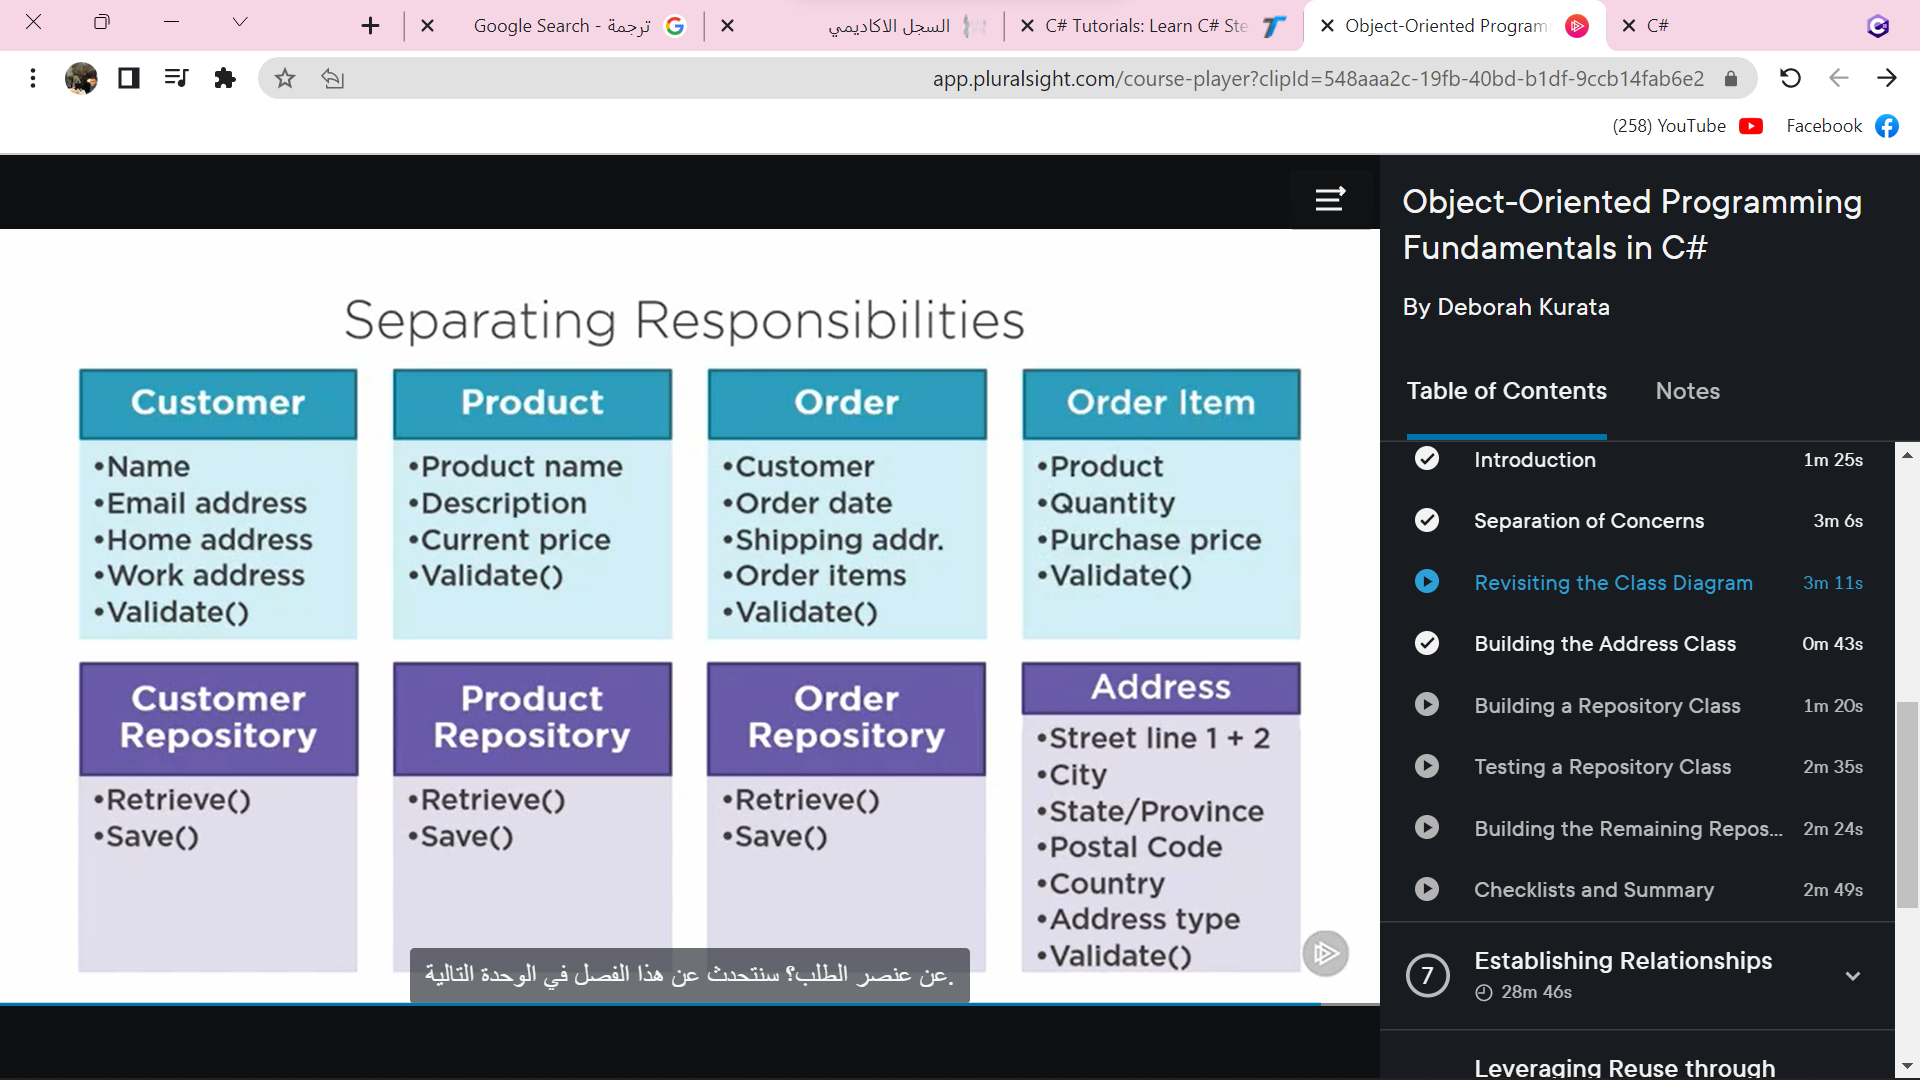 ترجمة - Google Search
السجل الاكاديمي
C# Tutorials: Learn C# Ste
Object-Oriented Program
C#
app.pluralsight.com/course-player?clipId=548aaa2c-19fb-40bd-b1df-9ccb14fab6e2
(258) YouTube
Facebook
Separating Responsibilities
Customer
•Name
•Email address
•Home address
•Work address
•Validate()
Product
•Product name
•Description
•Current price
•Validate()
Order
•Customer
•Order date
•Shipping addr.
•Order items
•Validate()
Order Item
•Product
•Quantity
•Purchase price
•Validate()
Customer
Repository
•Retrieve()
•Save()
Product
Repository
•Retrieve()
•Save()
Order
Repository
•Retrieve()
•Save()
Address
•Street line 1 + 2
•City
•State/Province
•Postal Code
•Country
•Address type
•Validate()
عن عنصر الطلب؟ سنتحدث عن هذا الفصل في الوحدة التالية.
Object-Oriented Programming
Fundamentals in C#
By Deborah Kurata
Table of Contents
Notes
Introduction 1m 25s
Separation of Concerns 3m 6s
Revisiting the Class Diagram 3m 11s
Building the Address Class 0m 43s
Building a Repository Class 1m 20s
Testing a Repository Class 2m 35s
Building the Remaining Repos... 2m 24s
Checklists and Summary 2m 49s
7
Establishing Relationships
28m 46s
Leveraging Reuse through